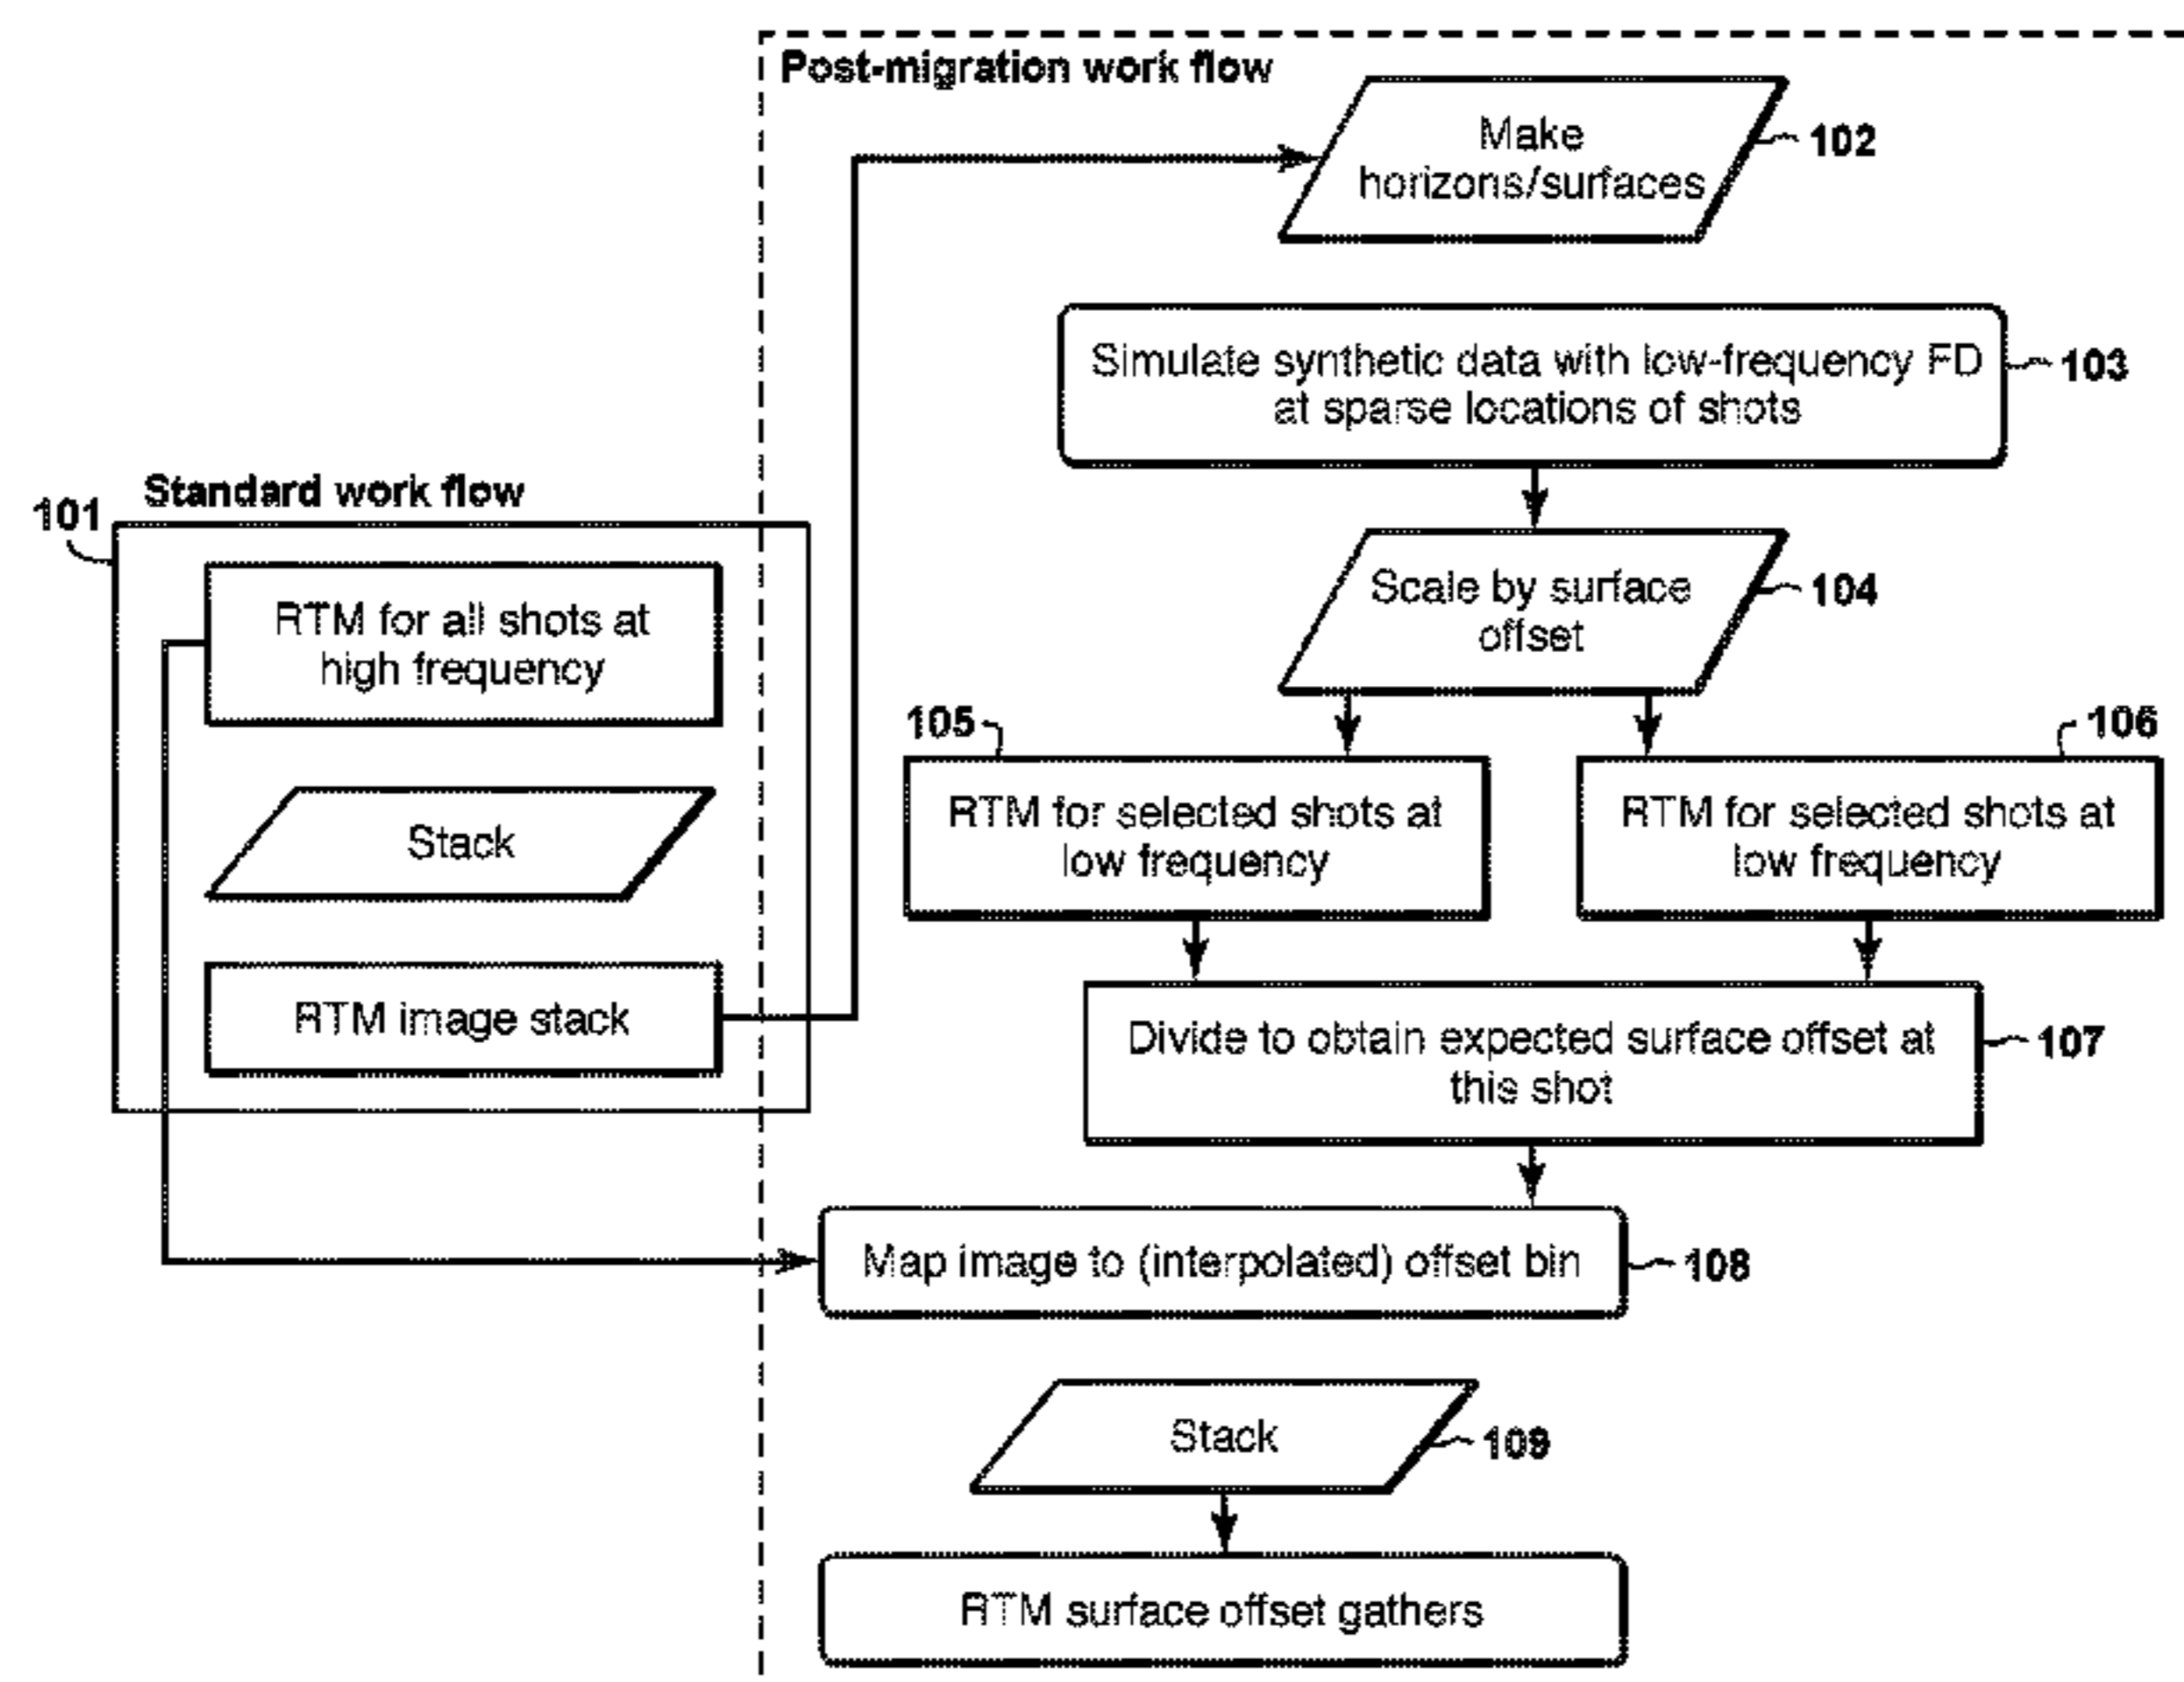 Post-migration work flow
Make
horizons/surfaces
102
Simulate synthetic data with low-frequency FD
at sparse locations of shots
103
Standard work flow
101
RTM for all shots at
high frequency
Stack
RTM image stack
Scale by surface
offset
104
105
RTM for selected shots at
low frequency
106
RTM for selected shots at
low frequency
Divide to obtain expected surface offset at
this shot
107
Map image to (interpolated) offset bin
108
Stack
109
RTM surface offset gathers